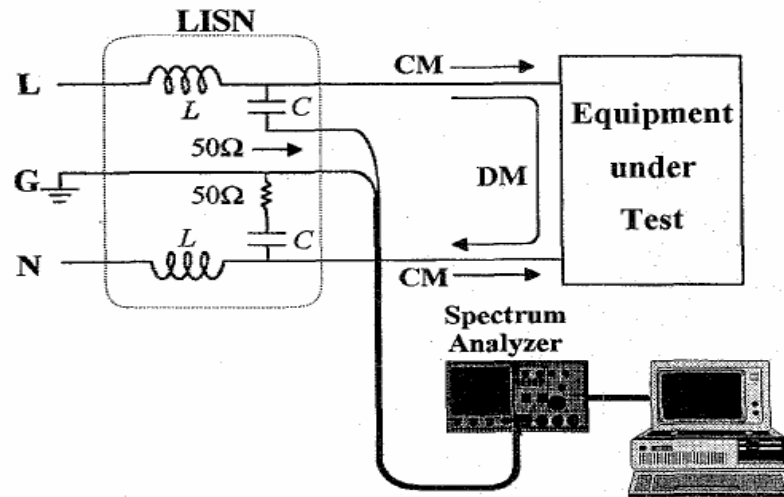 LISN
L
L
C
CM
50Ω
G
50Ω
DM
L
C
N
CM
Equipment
under
Test
Spectrum
Analyzer